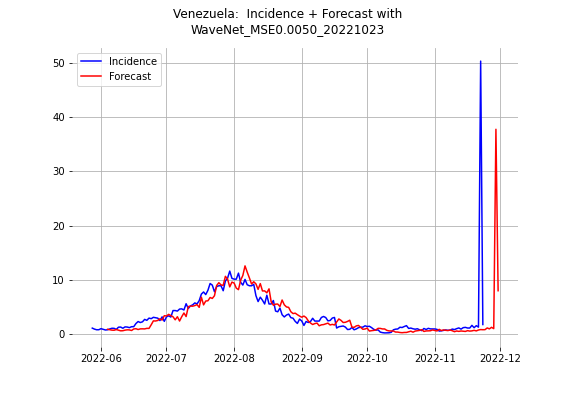 Venezuela:  Incidence + Forecast with
WaveNet_MSE0.0050_20221023
Incidence
Forecast
50
40
30
20
10
0
2022-06 2022-07 2022-08 2022-09 2022-10 2022-11 2022-12